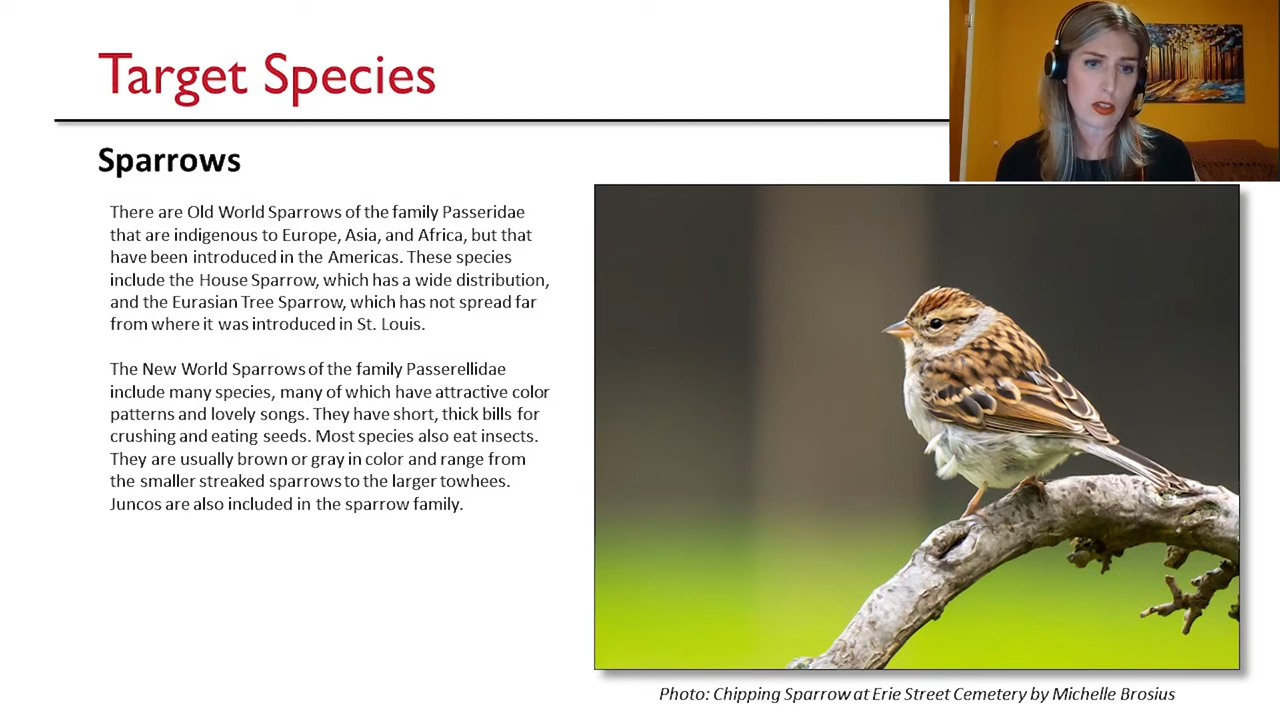 Target Species
Sparrows
There are Old World Sparrows of the family Passeridae
that are indigenous to Europe, Asia, and Africa, but that
have been introduced in the Americas. These species
include the House Sparrow, which has a wide distribution,
and the Eurasian Tree Sparrow, which has not spread far
from where it was introduced in St. Louis.
The New World Sparrows of the family Passerellidae
include many species, many of which have attractive color
patterns and lovely songs. They have short, thick bills for
crushing and eating seeds. Most species also eat insects.
They are usually brown or gray in color and range from
the smaller streaked sparrows to the larger towhees.
Juncos are also included in the sparrow family.
Photo: Chipping Sparrow at Erie Street Cemetery by Michelle Brosius